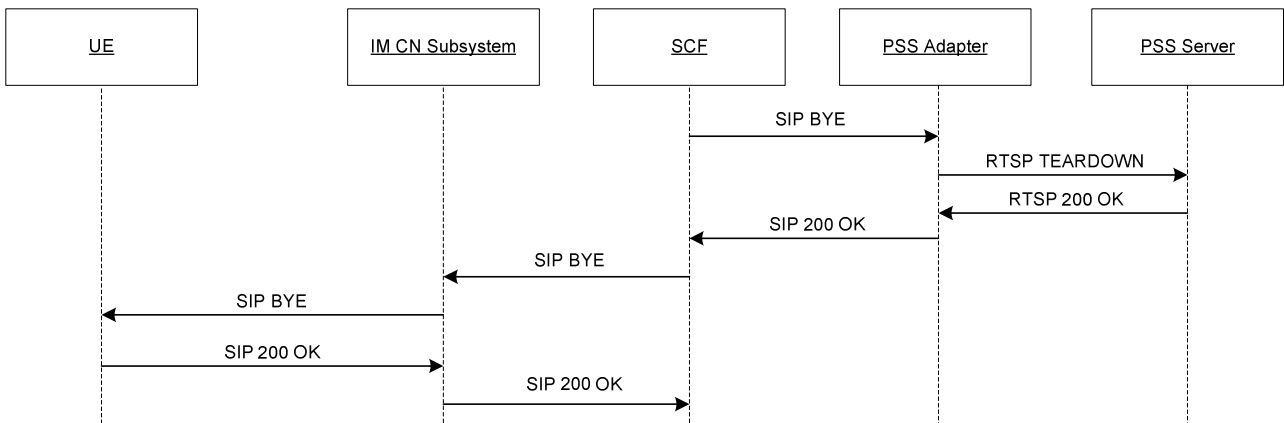 UE
IM CN Subsystem
SCF
PSS Adapter
PSS Server
SIP BYE
RTSP TEARDOWN
RTSP 200 OK
SIP 200 OK
SIP BYE
SIP BYE
SIP 200 OK
SIP 200 OK